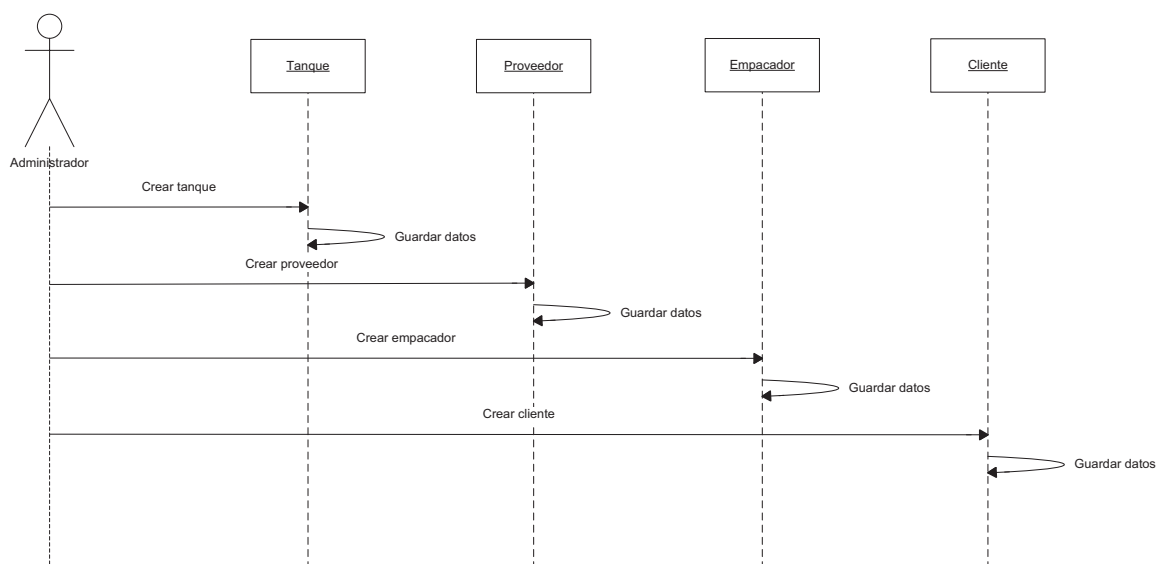 Tanque
Proveedor
Empacador
Cliente
Administrador
Crear tanque
Guardar datos
Crear proveedor
Guardar datos
Crear empacador
Guardar datos
Crear cliente
Guardar datos